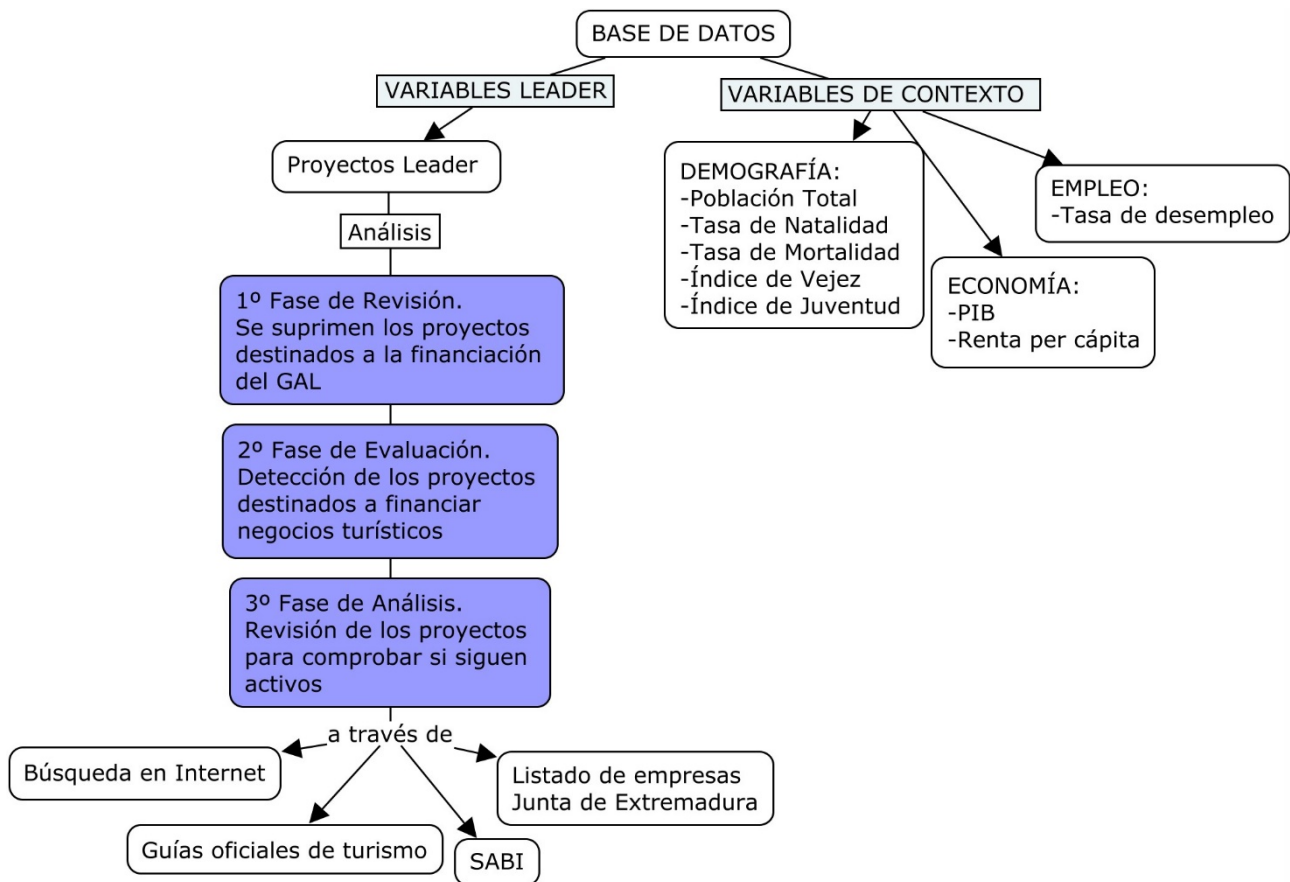 BASE DE DATOS
VARIABLES LEADER
VARIABLES DE CONTEXTO
Proyectos Leader
Análisis
1º Fase de Revisión.
Se suprimen los proyectos
destinados a la financiación
del GAL
2º Fase de Evaluación.
Detección de los proyectos
destinados a financiar
negocios turísticos
3º Fase de Análisis.
Revisión de los proyectos
para comprobar si siguen
activos
a través de
Búsqueda en Internet
Guías oficiales de turismo
SABI
Listado de empresas
Junta de Extremadura
DEMOGRAFÍA:
-Población Total
-Tasa de Natalidad
-Tasa de Mortalidad
-Índice de Vejez
-Índice de Juventud
ECONOMÍA:
-PIB
-Renta per cápita
EMPLEO:
-Tasa de desempleo